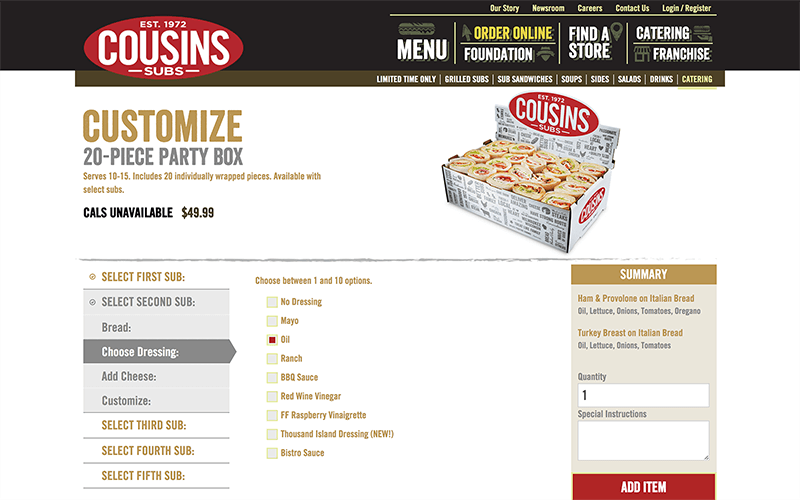 Our Story Newsroom Careers Contact Us Login / Register
EST. 1972
COUSINS
SUBS
MENU
ORDER ONLINE
FOUNDATION
FIND A
STORE
CATERING
FRANCHISE
LIMITED TIME ONLY GRILLED SUBS SUB SANDWICHES SOUPS SIDES SALADS DRINKS CATERING
CUSTOMIZE
20-PIECE PARTY BOX
Serves 10-15. Includes 20 individually wrapped pieces. Available with
select subs.
CALS UNAVAILABLE $49.99
EST. 1972
COUSINS
SUBS
COUSINS
SELECT FIRST SUB:
SELECT SECOND SUB:
Bread:
Choose Dressing:
Add Cheese:
Customize:
SELECT THIRD SUB:
SELECT FOURTH SUB:
SELECT FIFTH SUB:
Choose between 1 and 10 options.
No Dressing
Mayo
Oil
Ranch
BBQ Sauce
Red Wine Vinegar
FF Raspberry Vinaigrette
Thousand Island Dressing (NEW!)
Bistro Sauce
SUMMARY
Ham & Provolone on Italian Bread
Oil, Lettuce, Onions, Tomatoes, Oregano
Turkey Breast on Italian Bread
Oil, Lettuce, Onions, Tomatoes
Quantity
1
Special Instructions
ADD ITEM